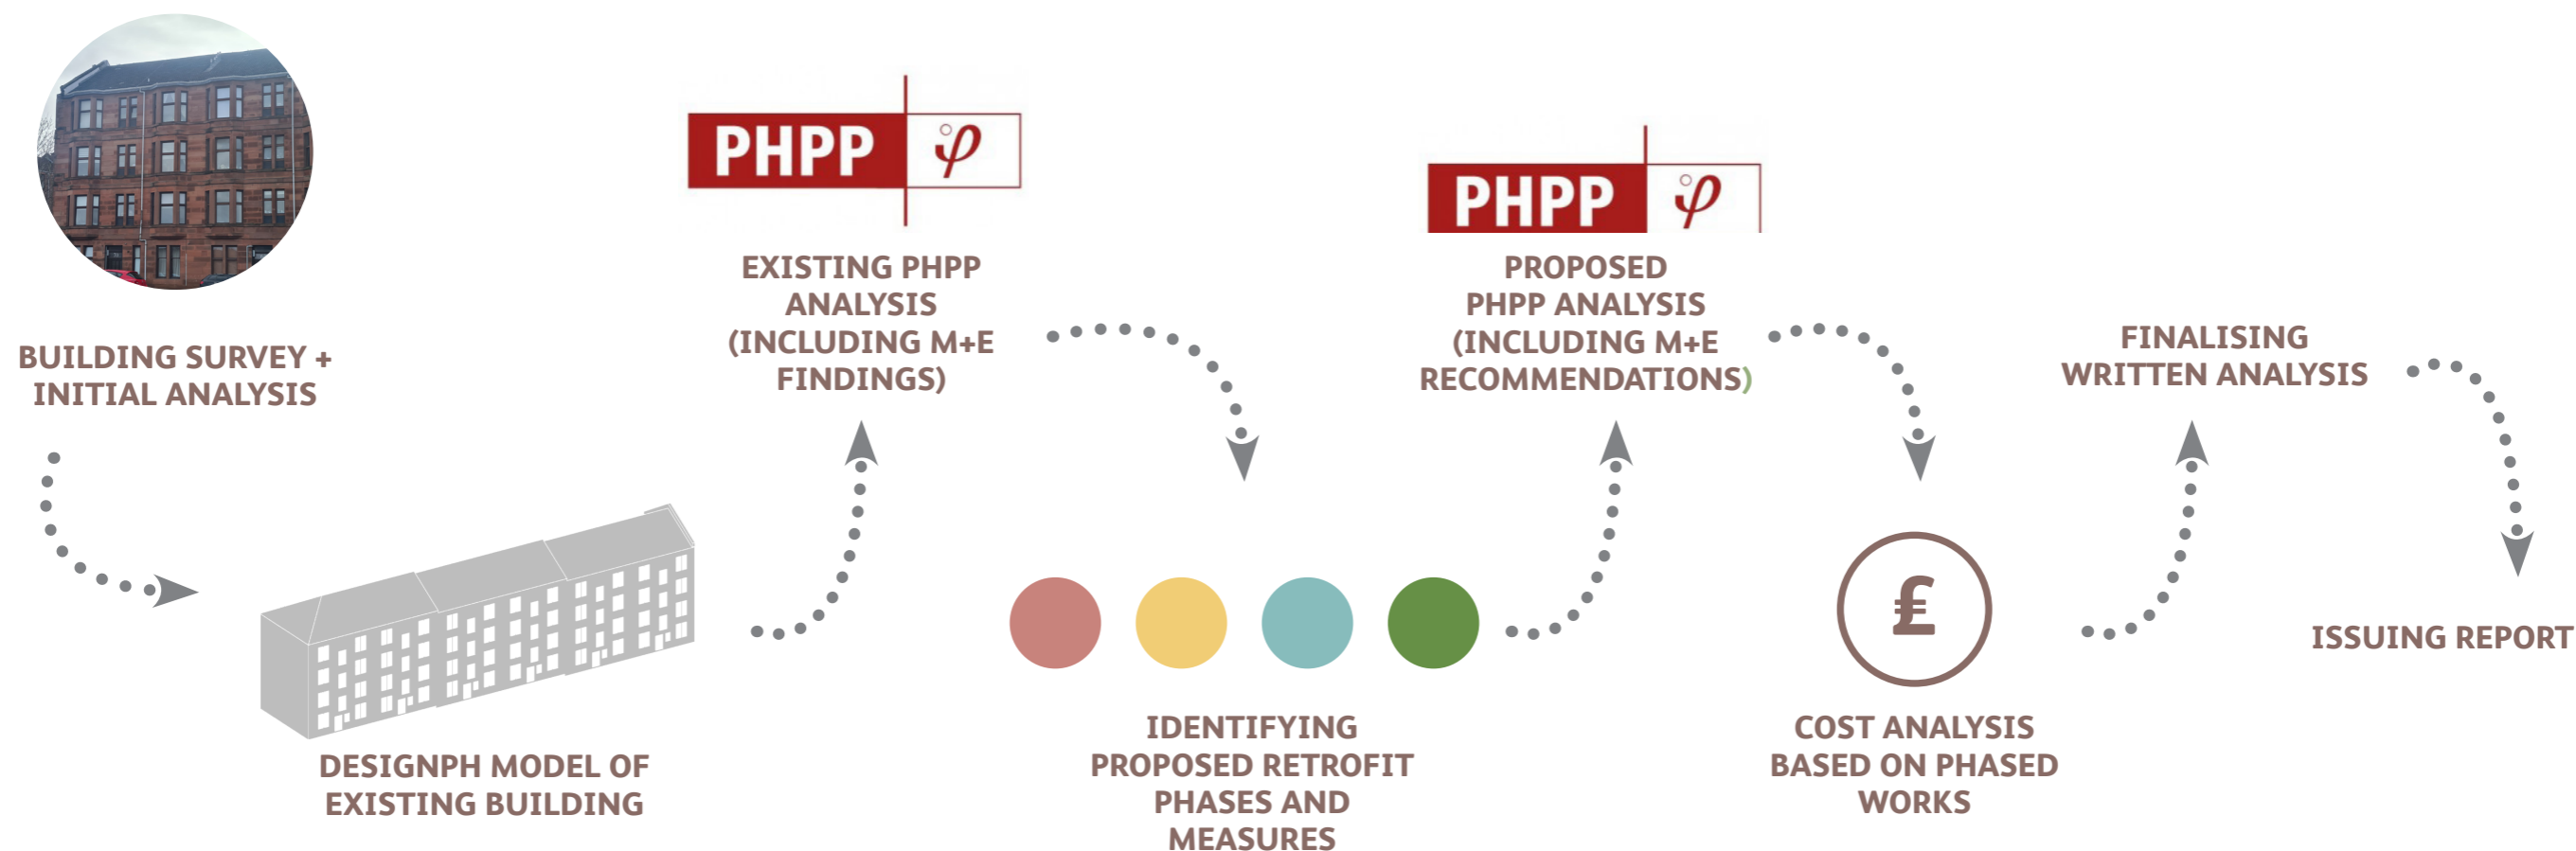 BUILDING SURVEY +
INITIAL ANALYSIS
DESIGNPH MODEL OF
EXISTING BUILDING
PHPP
EXISTING PHPP
ANALYSIS
(INCLUDING M+E
FINDINGS)
IDENTIFYING
PROPOSED RETROFIT
PHASES AND
MEASURES
PHPP
PROPOSED
PHPP ANALYSIS
(INCLUDING M+E
RECOMMENDATIONS)
£
COST ANALYSIS
BASED ON PHASED
WORKS
FINALISING
WRITTEN ANALYSIS
ISSUING REPORT